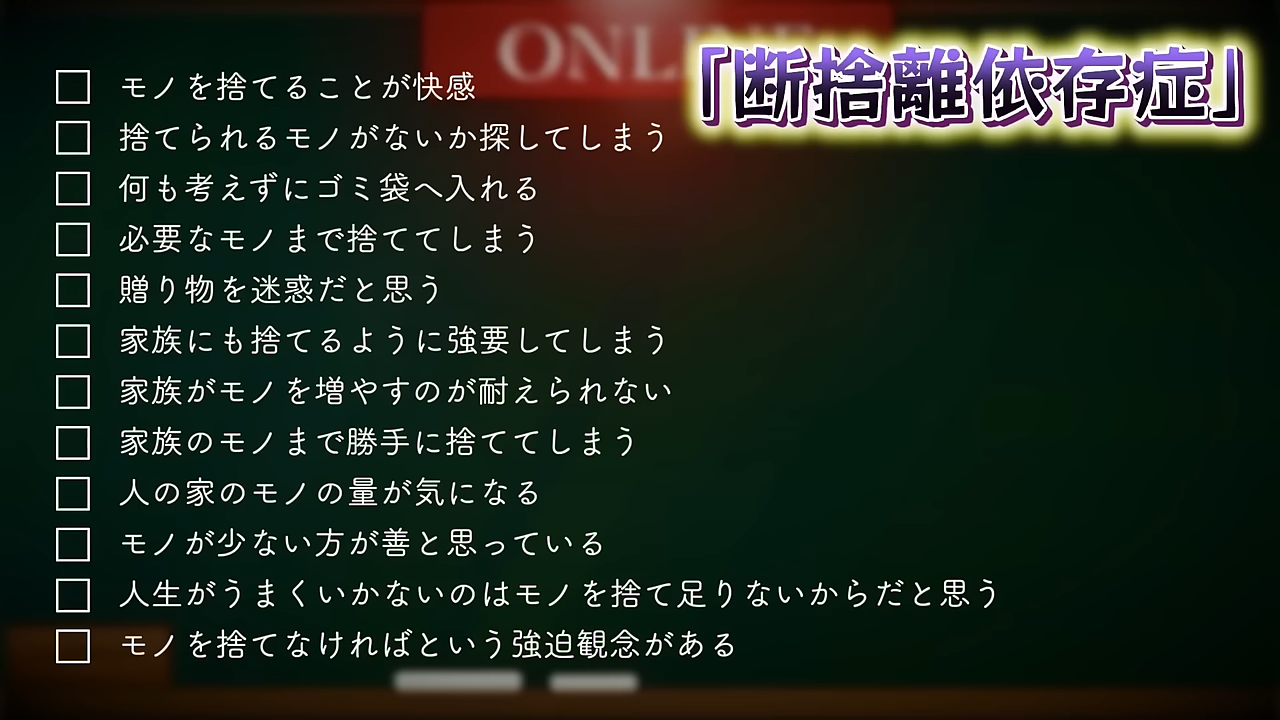 「断捨離依存症」
□ モノを捨てることが快感
□ 捨てられるモノがないか探してしまう
□ 何も考えずにゴミ袋へ入れる
□ 必要なモノまで捨ててしまう
□ 贈り物を迷惑だと思う
□ 家族にも捨てるように強要してしまう
□ 家族がモノを増やすのが耐えられない
□ 家族のモノまで勝手に捨ててしまう
□ 人の家のモノの量が気になる
□ モノが少ない方が善と思っている
□ 人生がうまくいかないのはモノを捨て足りないからだと思う
□ モノを捨てなければという強迫観念がある